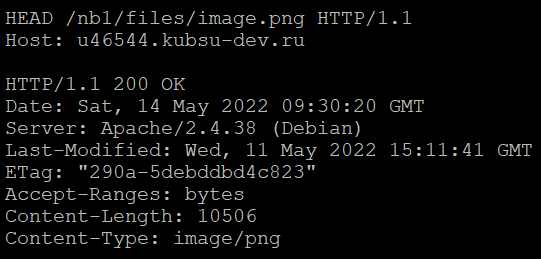 HEAD /nb1/files/image.png HTTP/1.1
Host: u46544.kubsu-dev.ru
HTTP/1.1 200 OK
Date: Sat, 14 May 2022 09:30:20 GMT
Server: Apache/2.4.38 (Debian)
Last-Modified: Wed, 11 May 2022 15:11:41 GMT
ETag: "290a-5debddbd4c823"
Accept-Ranges: bytes
Content-Length: 10506
Content-Type: image/png